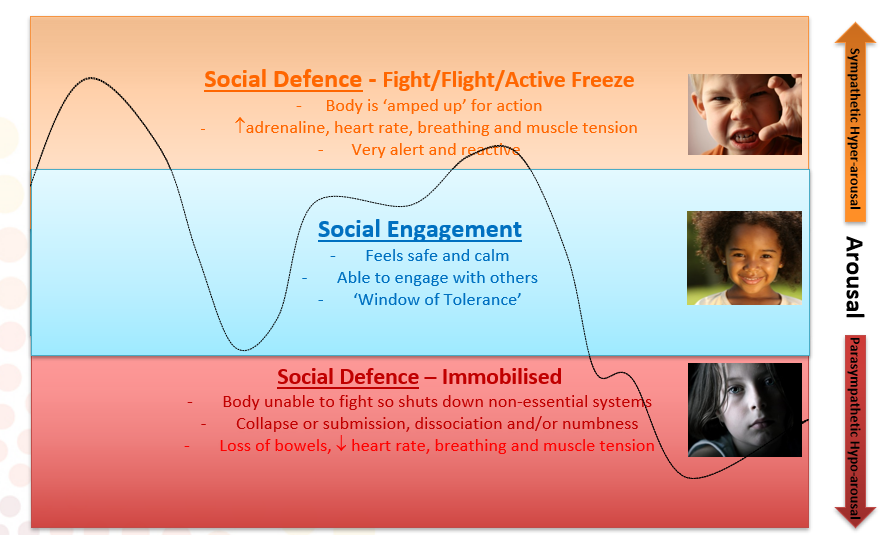 Social Defence - Fight/Flight/Active Freeze
- Body is ‘amped up’ for action
- ↑adrenaline, heart rate, breathing and muscle tension
- Very alert and reactive
Social Engagement
- Feels safe and calm
- Able to engage with others
- ‘Window of Tolerance’
Social Defence – Immobilised
- Body unable to fight so shuts down non-essential systems
- Collapse or submission, dissociation and/or numbness
- Loss of bowels, ↓ heart rate, breathing and muscle tension
Sympathetic Hyper-arousal
Arousal
Parasympathetic Hypo-arousal